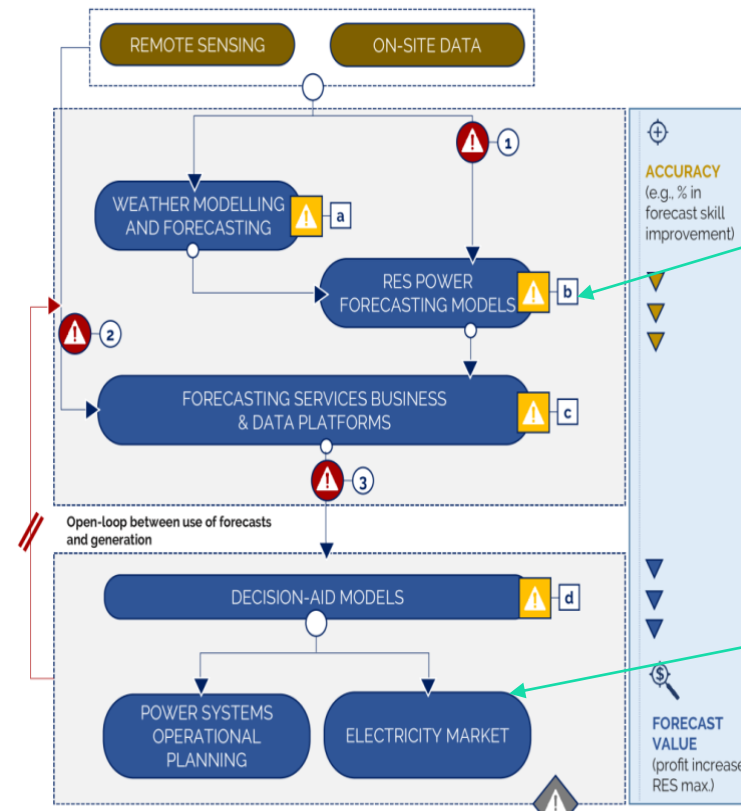 REMOTE SENSING
ON-SITE DATA
1
WEATHER MODELLING
AND FORECASTING
a
RES POWER
FORECASTING MODELS
b
2
FORECASTING SERVICES BUSINESS
& DATA PLATFORMS
c
3
Open-loop between use of forecasts
and generation
DECISION-AID MODELS
d
POWER SYSTEMS
OPERATIONAL
PLANNING
ELECTRICITY MARKET
ACCURACY
(e.g., % in
forecast skill
improvement)
$
FORECAST
VALUE
(profit increase
RES max.)